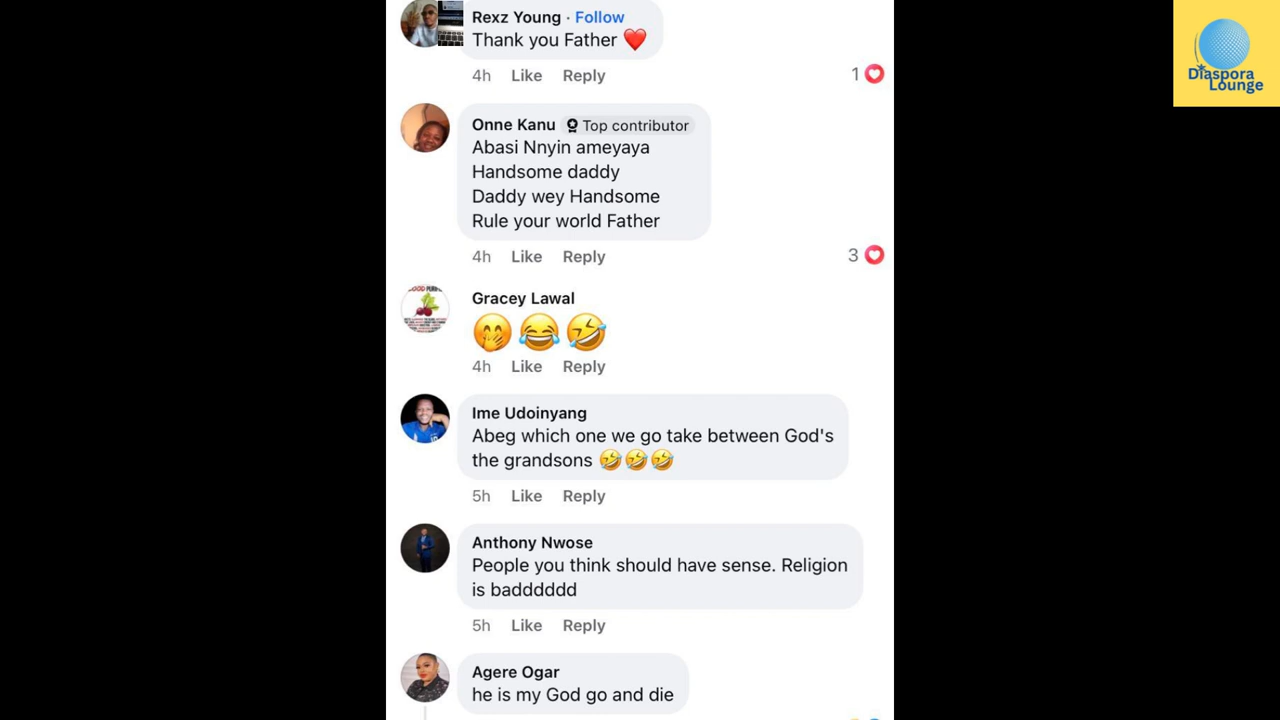 Rexz Young · Follow
Thank you Father ❤️
4h Like Reply
1
Onne Kanu Top contributor
Abasi Nnyin ameyaya
Handsome daddy
Daddy wey Handsome
Rule your world Father
4h Like Reply
3
Gracey Lawal
🤭😂🤣
4h Like Reply
Ime Udoinyang
Abeg which one we go take between God's
the grandsons 🤣🤣🤣
5h Like Reply
Anthony Nwose
People you think should have sense. Religion
is badddddd
5h Like Reply
Agere Ogar
he is my God go and die
Diaspora
Lounge